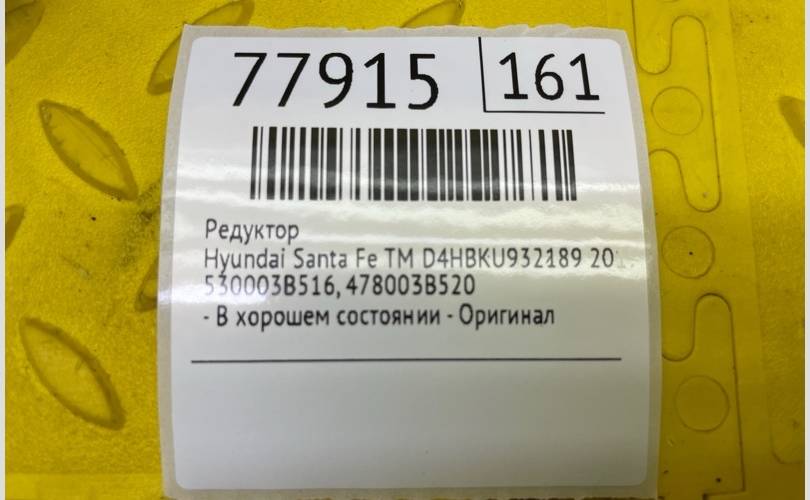 77915 161
Редуктор
Hyundai Santa Fe TM D4HBKU932189
530003B516, 478003B520
- В хорошем состоянии - Оригинал